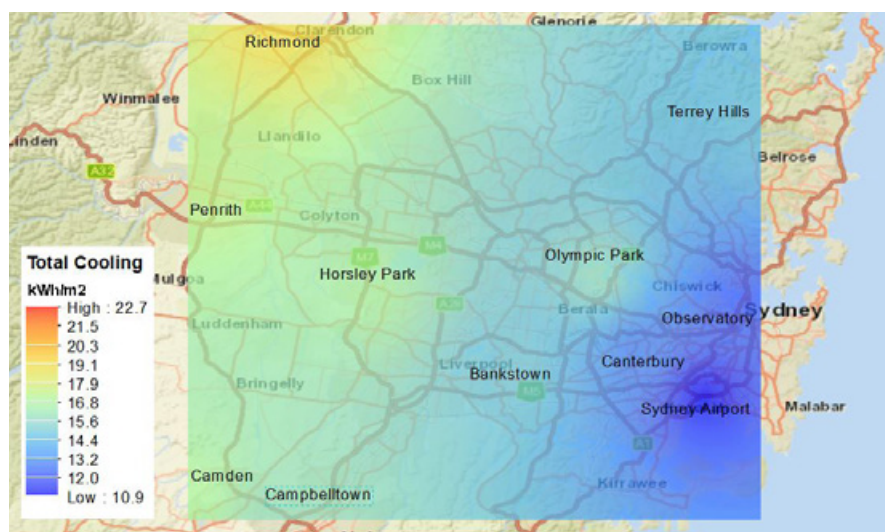 Clarendon
Glenorie
Richmond
Berowra
Box Hill
Winmalee
Terrey Hills
Linden
Llandilo
Belrose
A32
Penrith
A44
Colyton
M4
Olympic Park
M7
Horsley Park
Mulgoa
Chiswick
A28
Berala
Observatory
Sydney
Luddenham
Liverpool
Canterbury
Bankstown
Bringelly
M5
Sydney Airport
Malabar
A1
Camden
Kirrawee
Campbelltown
Total Cooling
kWh/m2
High : 22.7
21.5
20.3
19.1
17.9
16.8
15.6
14.4
13.2
12.0
Low : 10.9